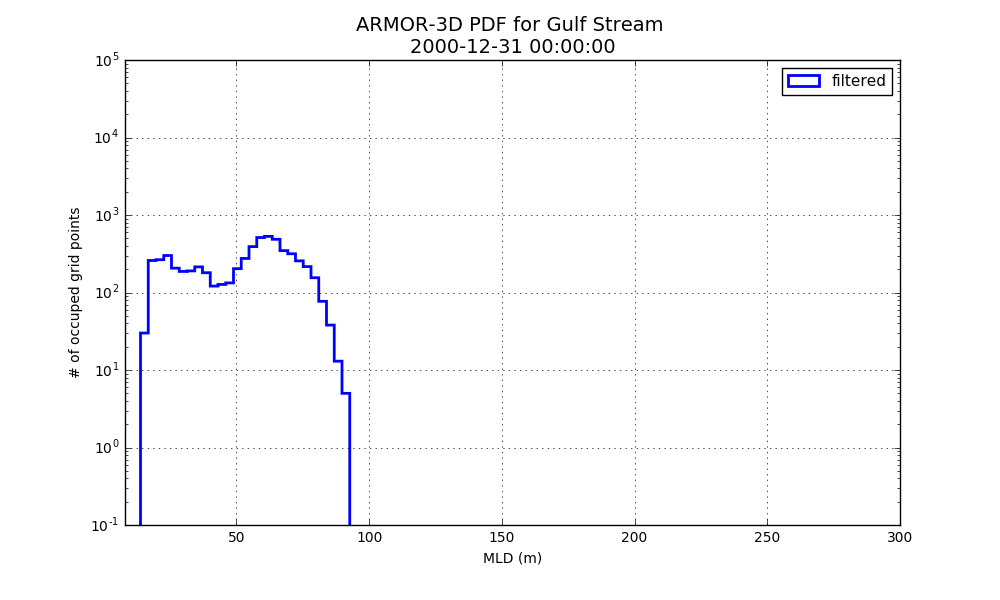 ARMOR-3D PDF for Gulf Stream
2000-12-31 00:00:00
filtered
10^5
10^4
10^3
10^2
10^1
10^0
10^-1
# of occuped grid points
50 100 150 200 250 300
MLD (m)